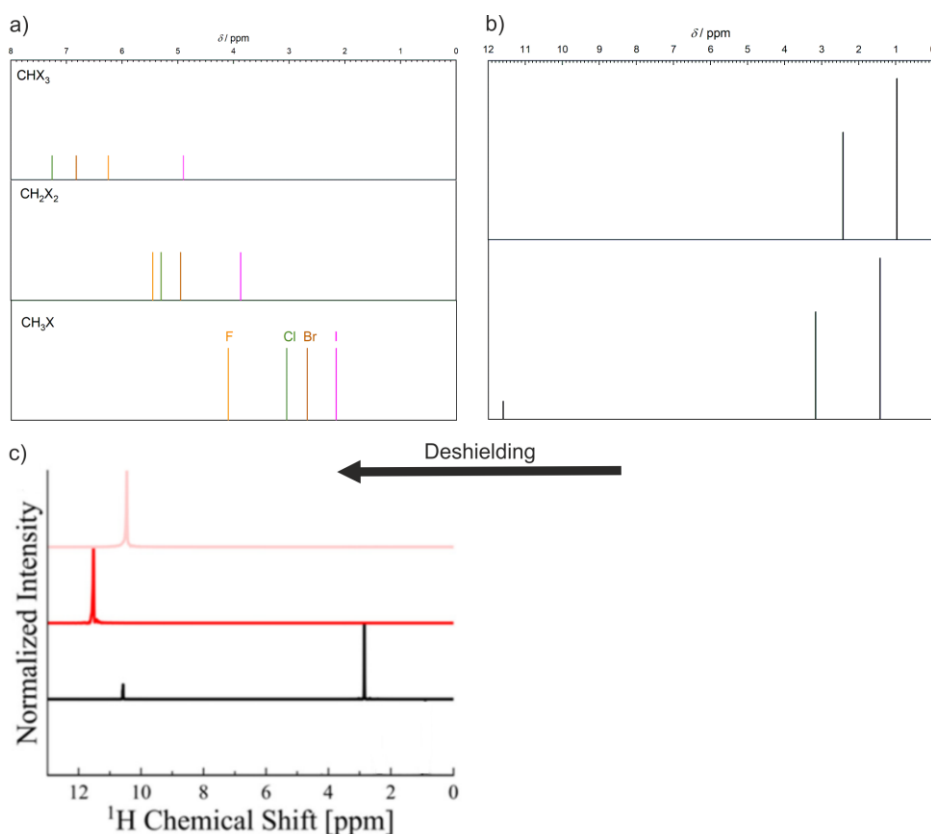 a)
δ / ppm
8 7 6 5 4 3 2 1 0
CHX₃
CH₂X₂
CH₃X
F Cl Br I
b)
δ / ppm
12 11 10 9 8 7 6 5 4 3 2 1 0
c)
Deshielding
Normalized Intensity
12 10 8 6 4 2 0
¹H Chemical Shift [ppm]